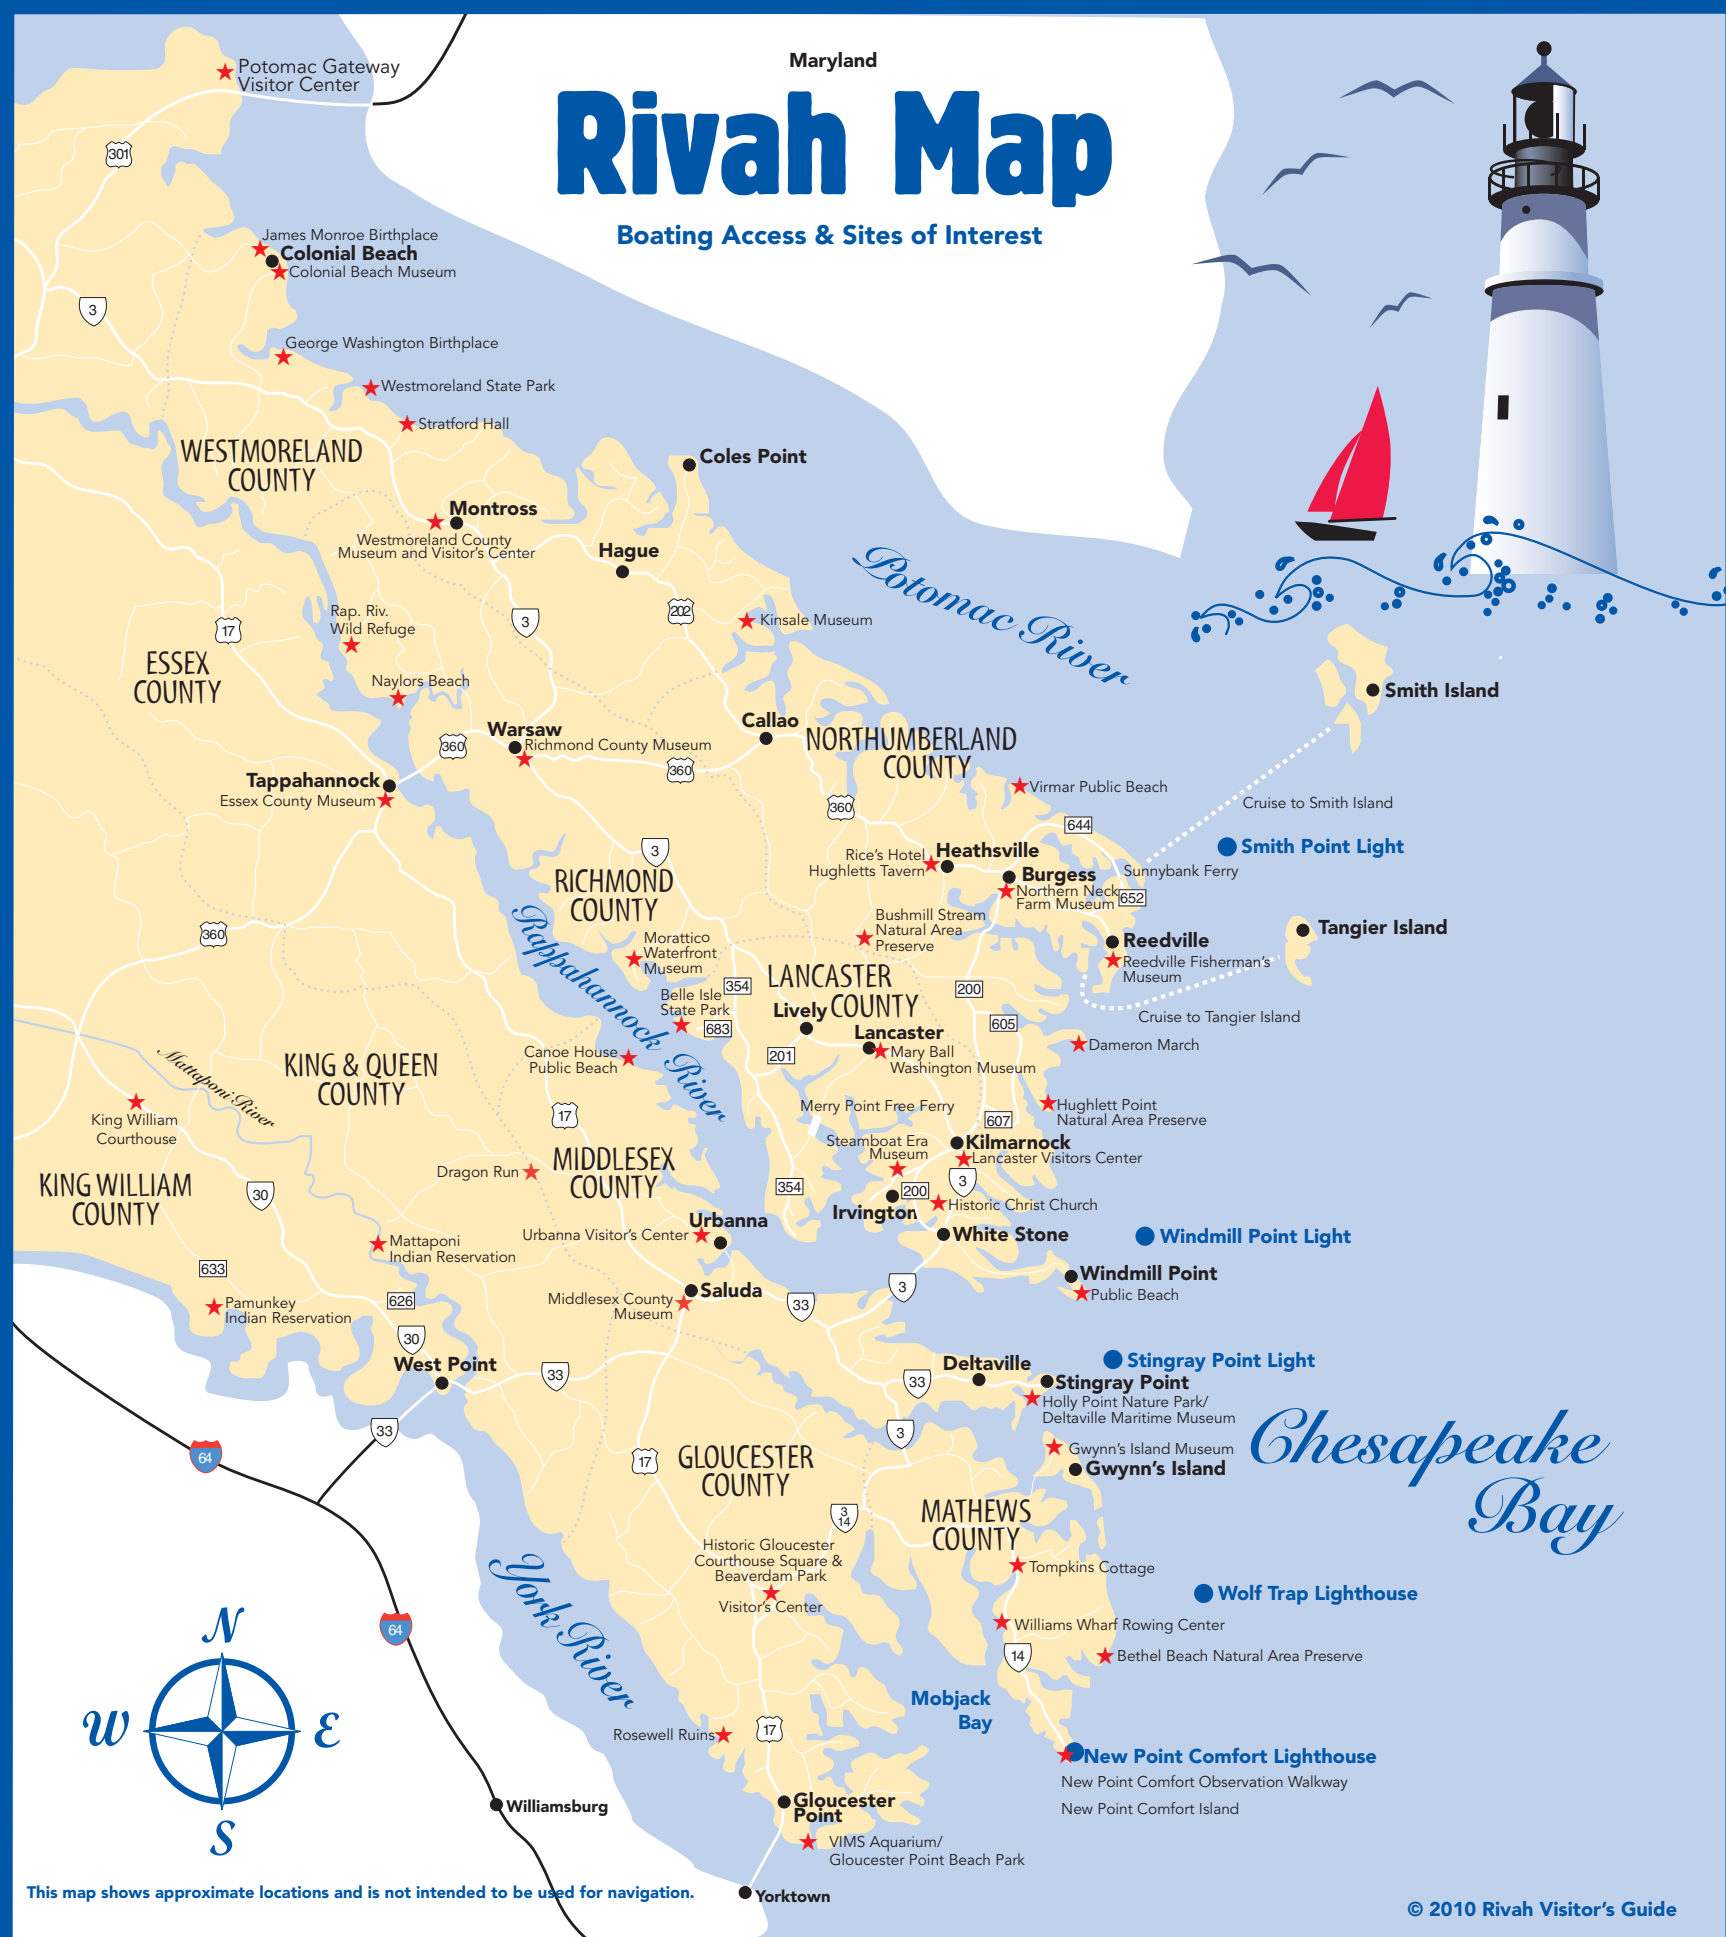 Maryland
Rivah Map
Boating Access & Sites of Interest
Potomac Gateway
Visitor Center
301
James Monroe Birthplace
Colonial Beach
Colonial Beach Museum
3
George Washington Birthplace
Westmoreland State Park
Stratford Hall
WESTMORELAND
COUNTY
Coles Point
Montross
Westmoreland County
Museum and Visitor's Center
Hague
Potomac River
Rap. Riv.
Wild Refuge
17
3
202
Kinsale Museum
ESSEX
COUNTY
Naylors Beach
Smith Island
Warsaw
Richmond County Museum
360
360
Callao
NORTHUMBERLAND
COUNTY
Tappahannock
Essex County Museum
Virmar Public Beach
360
Cruise to Smith Island
644
Smith Point Light
3
Rice's Hotel
Hughletts Tavern
Heathsville
Burgess
Northern Neck
Farm Museum
Sunnybank Ferry
652
RICHMOND
COUNTY
360
Rappahannock River
Bushmill Stream
Natural Area
Preserve
Tangier Island
Reedville
Reedville Fisherman's
Museum
Morattico
Waterfront
Museum
LANCASTER
COUNTY
354
Belle Isle
State Park
683
200
Lively
605
Cruise to Tangier Island
Lancaster
Mary Ball
Washington Museum
201
Dameron March
Canoe House
Public Beach
KING & QUEEN
COUNTY
Mattaponi River
King William
Courthouse
17
Merry Point Free Ferry
607
Hughlett Point
Natural Area Preserve
Steamboat Era
Museum
Kilmarnock
Lancaster Visitors Center
Dragon Run
MIDDLESEX
COUNTY
KING WILLIAM
COUNTY
30
354
200
3
Irvington
Historic Christ Church
Urbanna
Urbanna Visitor's Center
White Stone
Windmill Point Light
Mattaponi
Indian Reservation
633
Windmill Point
Public Beach
3
Saluda
Middlesex County
Museum
33
Pamunkey
Indian Reservation
626
30
West Point
33
Deltaville
33
Stingray Point Light
Stingray Point
Holly Point Nature Park/
Deltaville Maritime Museum
33
3
Chesapeake
Bay
64
17
GLOUCESTER
COUNTY
Gwynn's Island Museum
Gwynn's Island
3
14
MATHEWS
COUNTY
Historic Gloucester
Courthouse Square &
Beaverdam Park
Visitor's Center
Tompkins Cottage
Wolf Trap Lighthouse
York River
64
Williams Wharf Rowing Center
14
Bethel Beach Natural Area Preserve
N
W
E
S
Mobjack
Bay
Rosewell Ruins
17
New Point Comfort Lighthouse
New Point Comfort Observation Walkway
New Point Comfort Island
Williamsburg
Gloucester
Point
VIMS Aquarium/
Gloucester Point Beach Park
This map shows approximate locations and is not intended to be used for navigation.
Yorktown
© 2010 Rivah Visitor's Guide